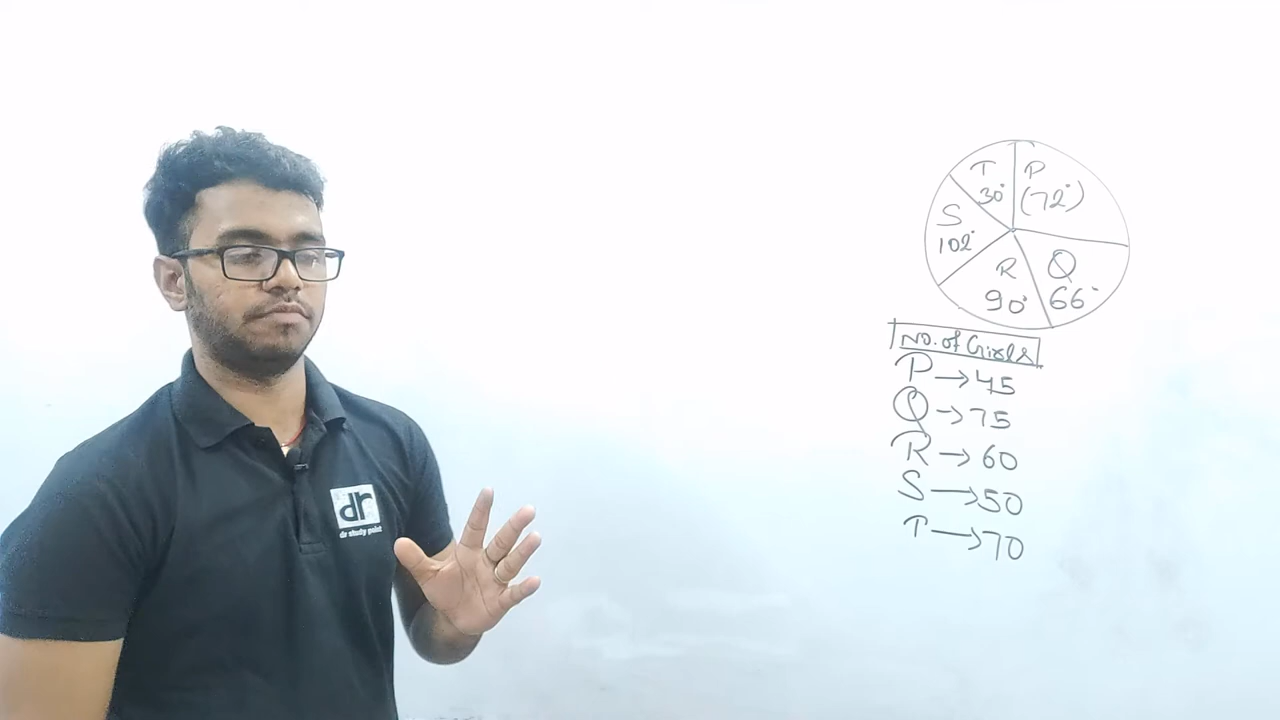 T
30°
P
(72°)
S
102°
R
90°
Q
66°
No. of Girls
P → 45
Q → 75
R → 60
S → 50
T → 70
dr
dr study point